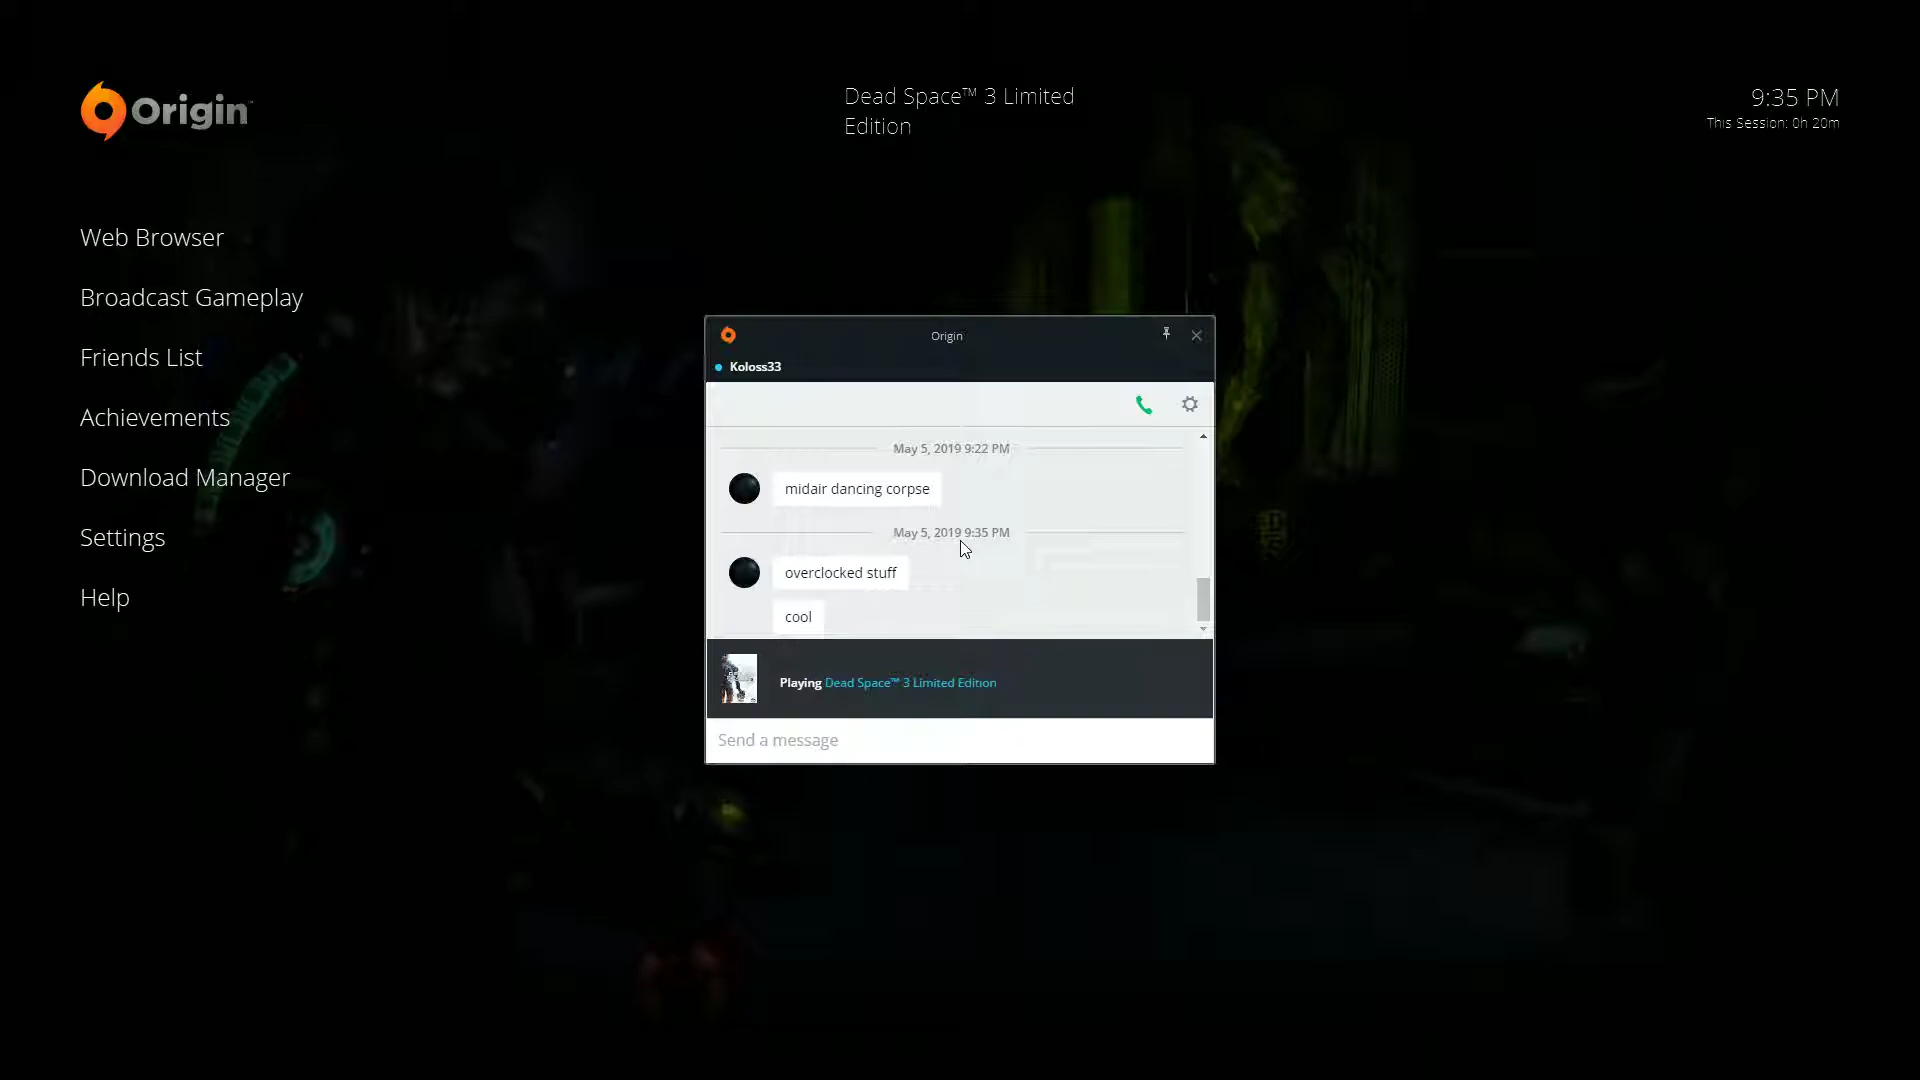 Origin
Dead Space™ 3 Limited
Edition
9:35 PM
This Session: 0h 20m
Web Browser
Broadcast Gameplay
Friends List
Achievements
Download Manager
Settings
Help
Origin
Koloss33
May 5, 2019 9:22 PM
midair dancing corpse
May 5, 2019 9:35 PM
overclocked stuff
cool
Playing Dead Space™ 3 Limited Edition
Send a message